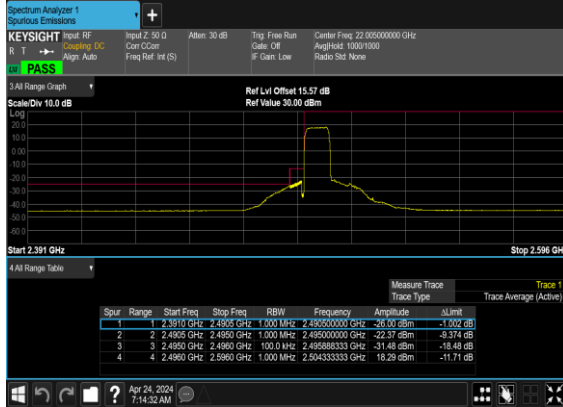 Spectrum Analyzer 1
Spurious Emissions
KEYSIGHT Input: RF Input Z: 50 Ω Atten: 30 dB Trig: Free Run Center Freq: 22.005000000 GHz
R T Coupling: DC Corr CCorr Gate: Off Avg|Hold: 1000/1000
Align: Auto Freq Ref: Int (S) IF Gain: Low Radio Std: None
PASS
3 All Range Graph
Ref Lvl Offset 15.57 dB
Scale/Div 10.0 dB Ref Value 30.00 dBm
Log
20.0
10.0
0.00
-10.0
-20.0
-30.0
-40.0
-50.0
-60.0
Start 2.391 GHz Stop 2.596 GH
4 All Range Table
Measure Trace Trace 1
Trace Type Trace Average (Active)
Spur Range Start Freq Stop Freq RBW Frequency Amplitude ΔLimit
1 1 2.3910 GHz 2.4905 GHz 1.000 MHz 2.490500000 GHz -26.00 dBm -1.002 dB
2 2 2.4905 GHz 2.4950 GHz 1.000 MHz 2.495000000 GHz -22.37 dBm -9.374 dB
3 3 2.4950 GHz 2.4960 GHz 100.0 kHz 2.495888333 GHz -31.48 dBm -18.48 dB
4 4 2.4960 GHz 2.5960 GHz 1.000 MHz 2.504333333 GHz 18.29 dBm -11.71 dB
Apr 24, 2024
7:14:32 AM